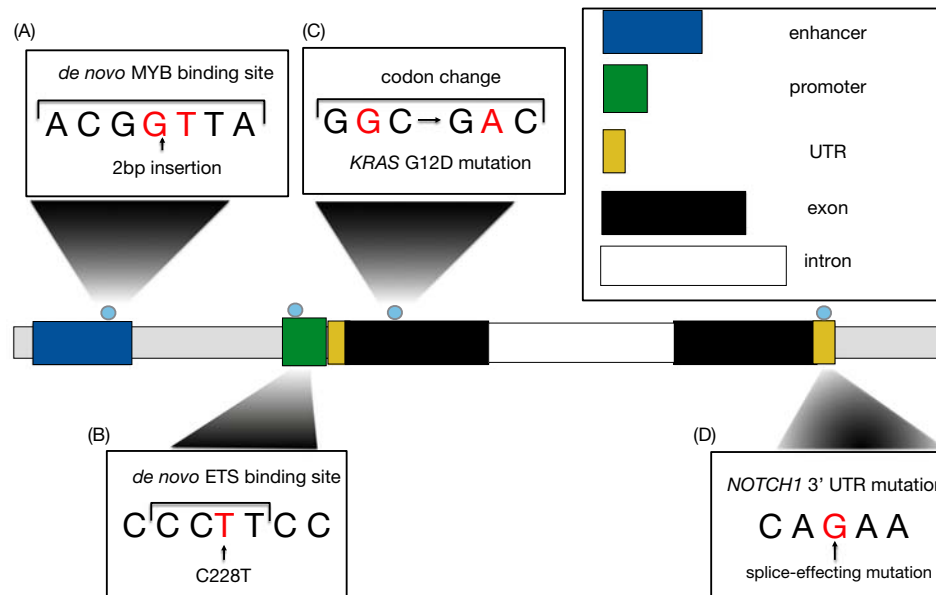 (A)
de novo MYB binding site
A C G G T T A
2bp insertion
(C)
codon change
G G C → G A C
KRAS G12D mutation
enhancer
promoter
UTR
exon
intron
(B)
de novo ETS binding site
C C C T T C C
C228T
(D)
NOTCH1 3' UTR mutation
C A G A A
splice-effecting mutation